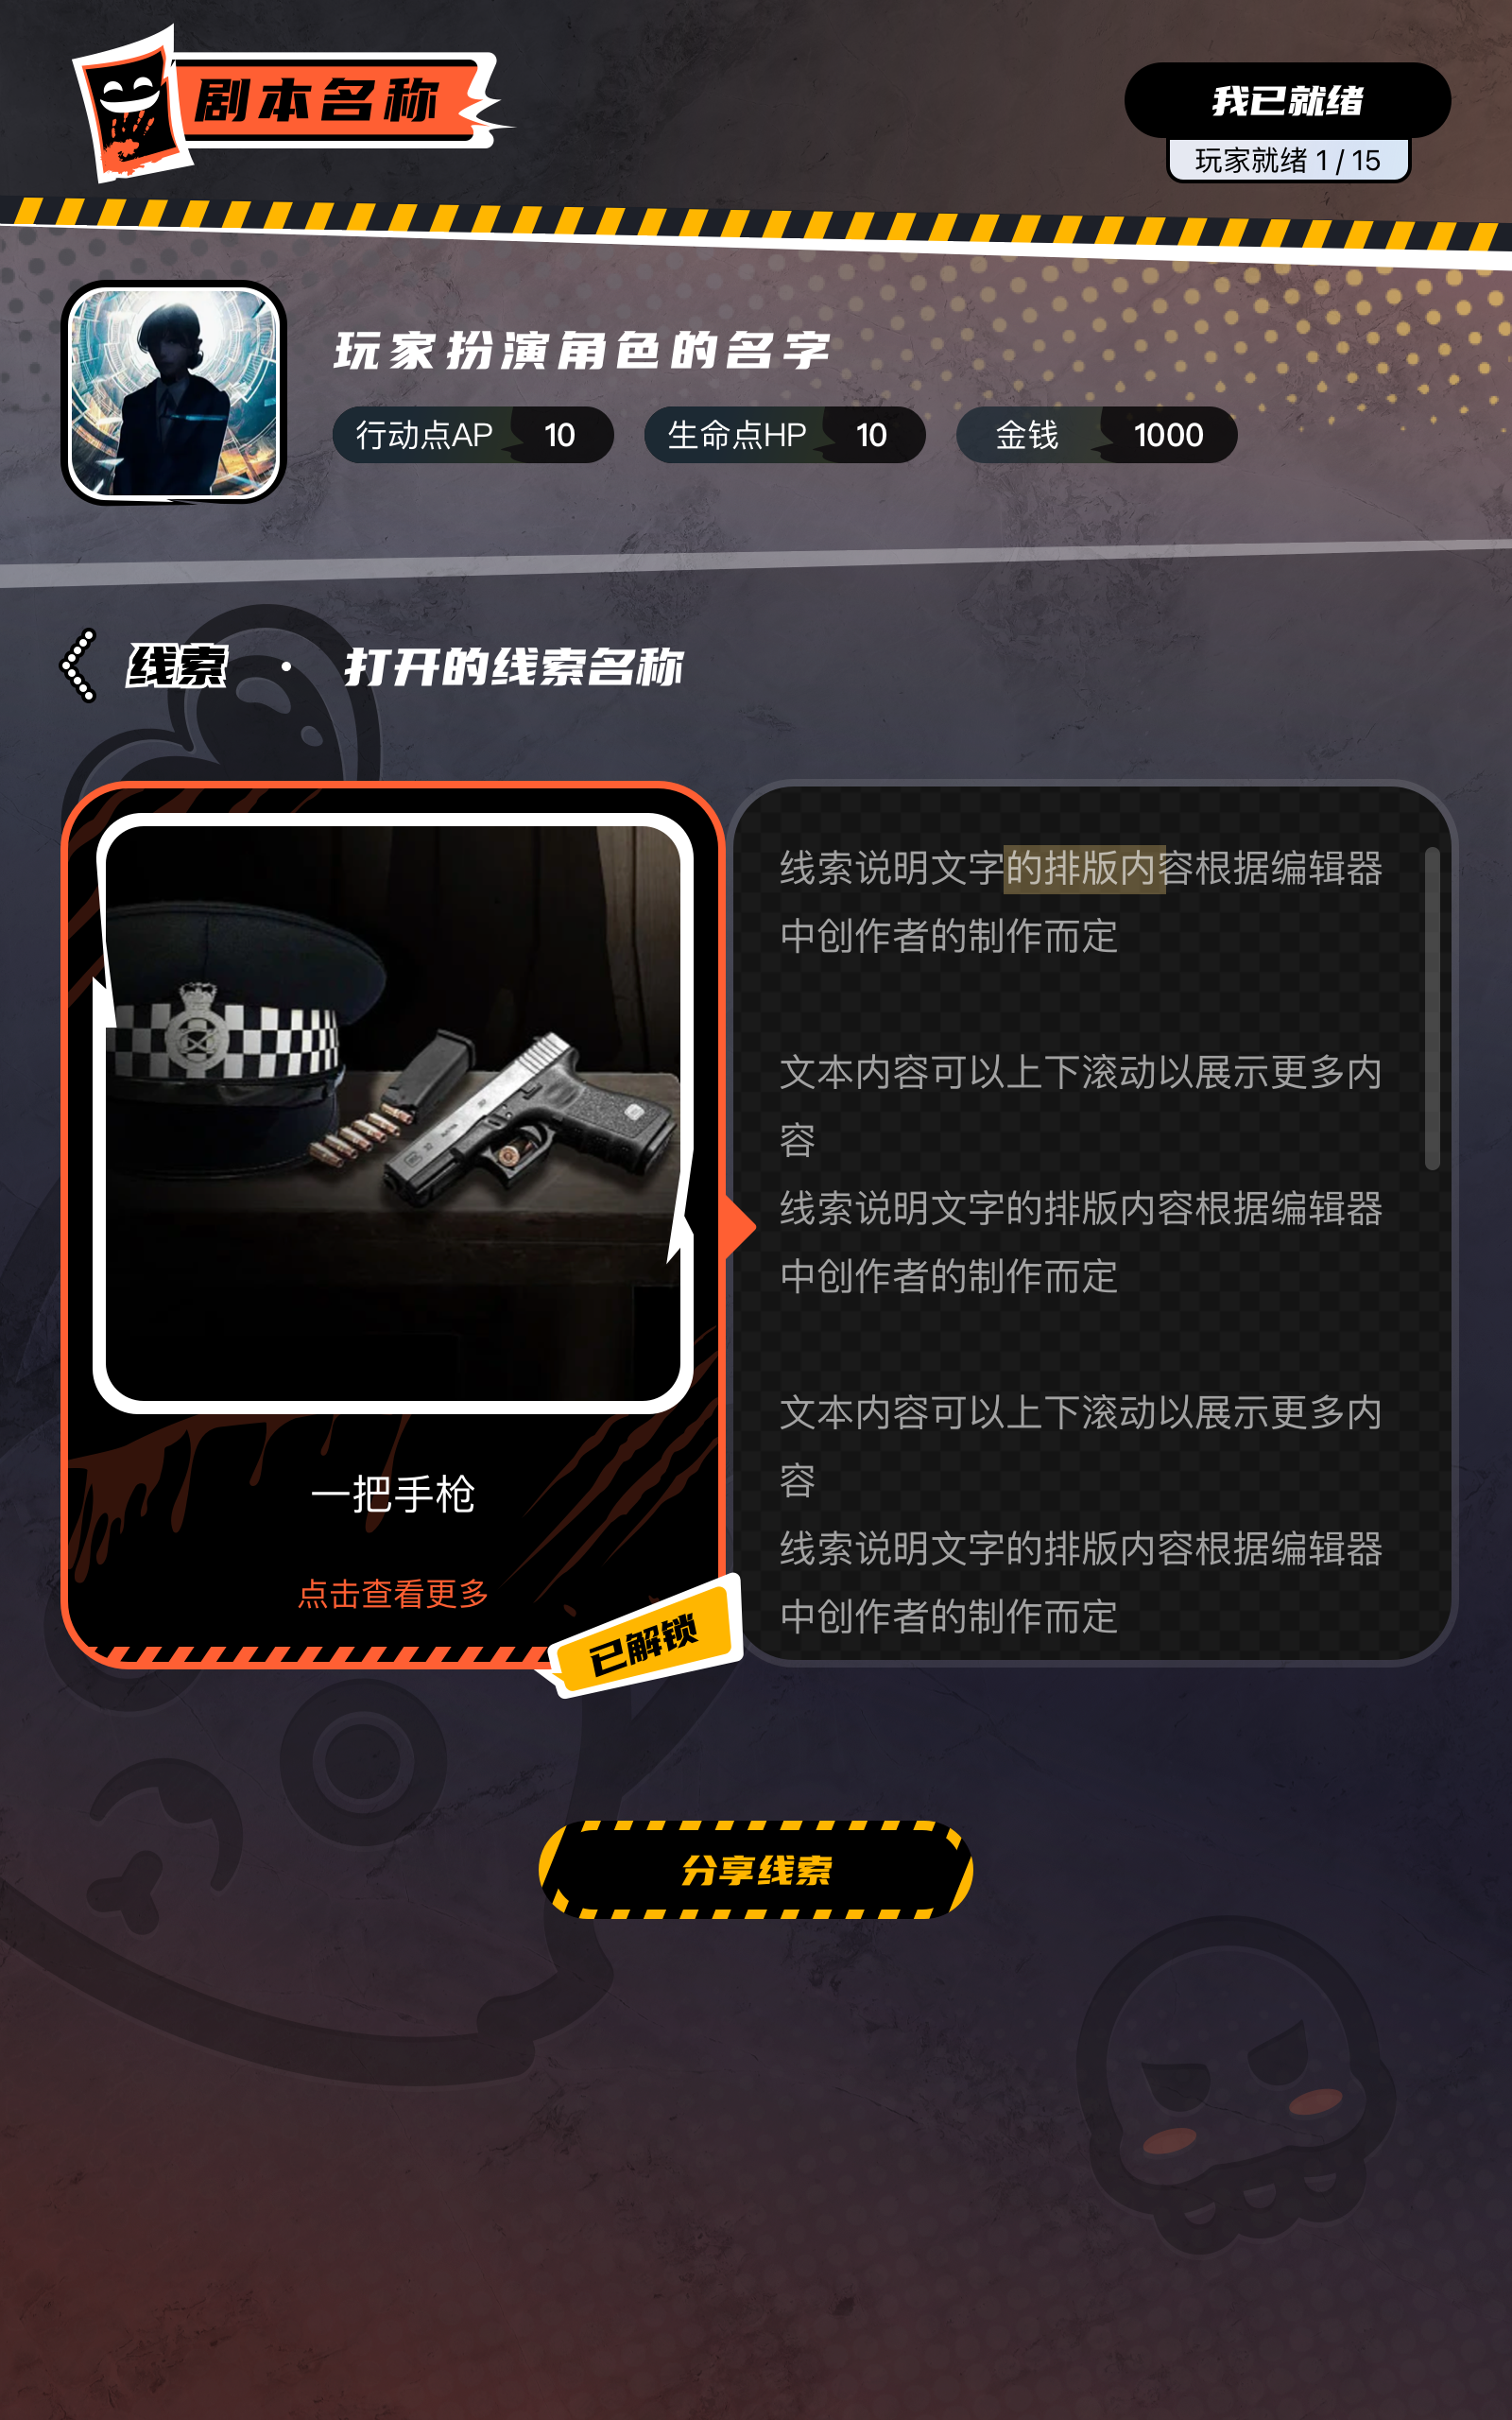 剧本名称
我已就绪
玩家就绪 1 / 15
玩家扮演角色的名字
行动点AP 10
生命点HP 10
金钱 1000
线索 · 打开的线索名称
线索说明文字的排版内容根据编辑器
中创作者的制作而定
文本内容可以上下滚动以展示更多内
容
线索说明文字的排版内容根据编辑器
中创作者的制作而定
文本内容可以上下滚动以展示更多内
容
线索说明文字的排版内容根据编辑器
中创作者的制作而定
一把手枪
点击查看更多
已解锁
分享线索